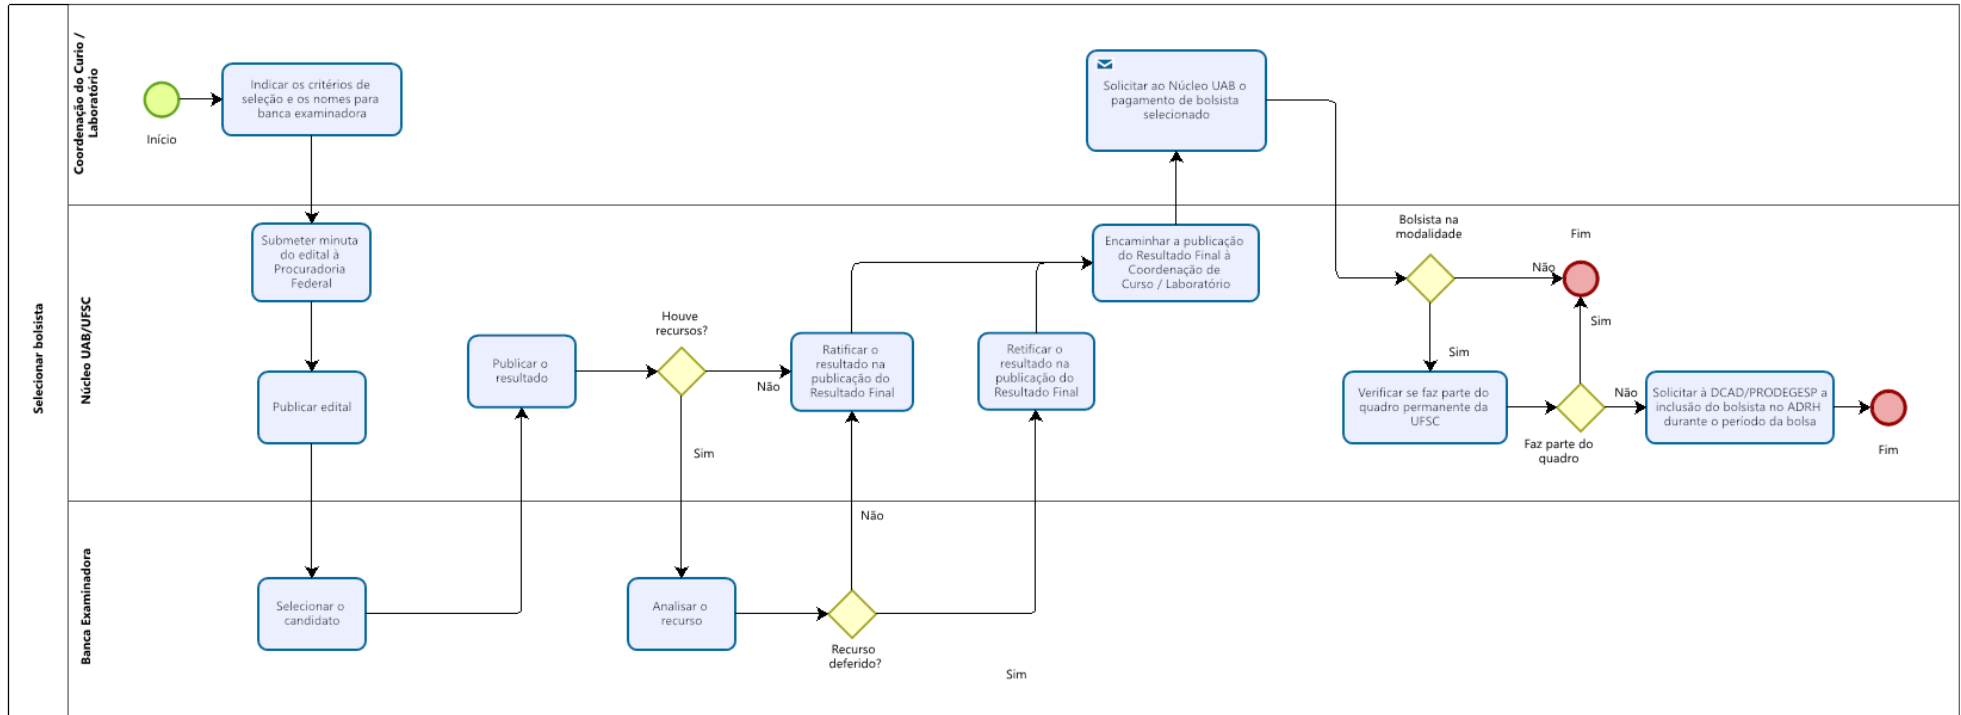 Selecionar bolsista
Coordenação do Curio /
Laboratório
Início
Indicar os critérios de
seleção e os nomes para
banca examinadora
Solicitar ao Núcleo UAB o
pagamento de bolsista
selecionado
Núcleo UAB/UFSC
Submeter minuta
do edital à
Procuradoria
Federal
Publicar edital
Publicar o
resultado
Houve
recursos?
Não
Sim
Ratificar o
resultado na
publicação do
Resultado Final
Retificar o
resultado na
publicação do
Resultado Final
Encaminhar a publicação
do Resultado Final à
Coordenação de
Curso / Laboratório
Bolsista na
modalidade
Não
Fim
Sim
Sim
Verificar se faz parte do
quadro permanente da
UFSC
Faz parte do
quadro
Não
Solicitar à DCAD/PRODEGESP a
inclusão do bolsista no ADRH
durante o período da bolsa
Fim
Banca Examinadora
Selecionar o
candidato
Analisar o
recurso
Não
Recurso
deferido?
Sim